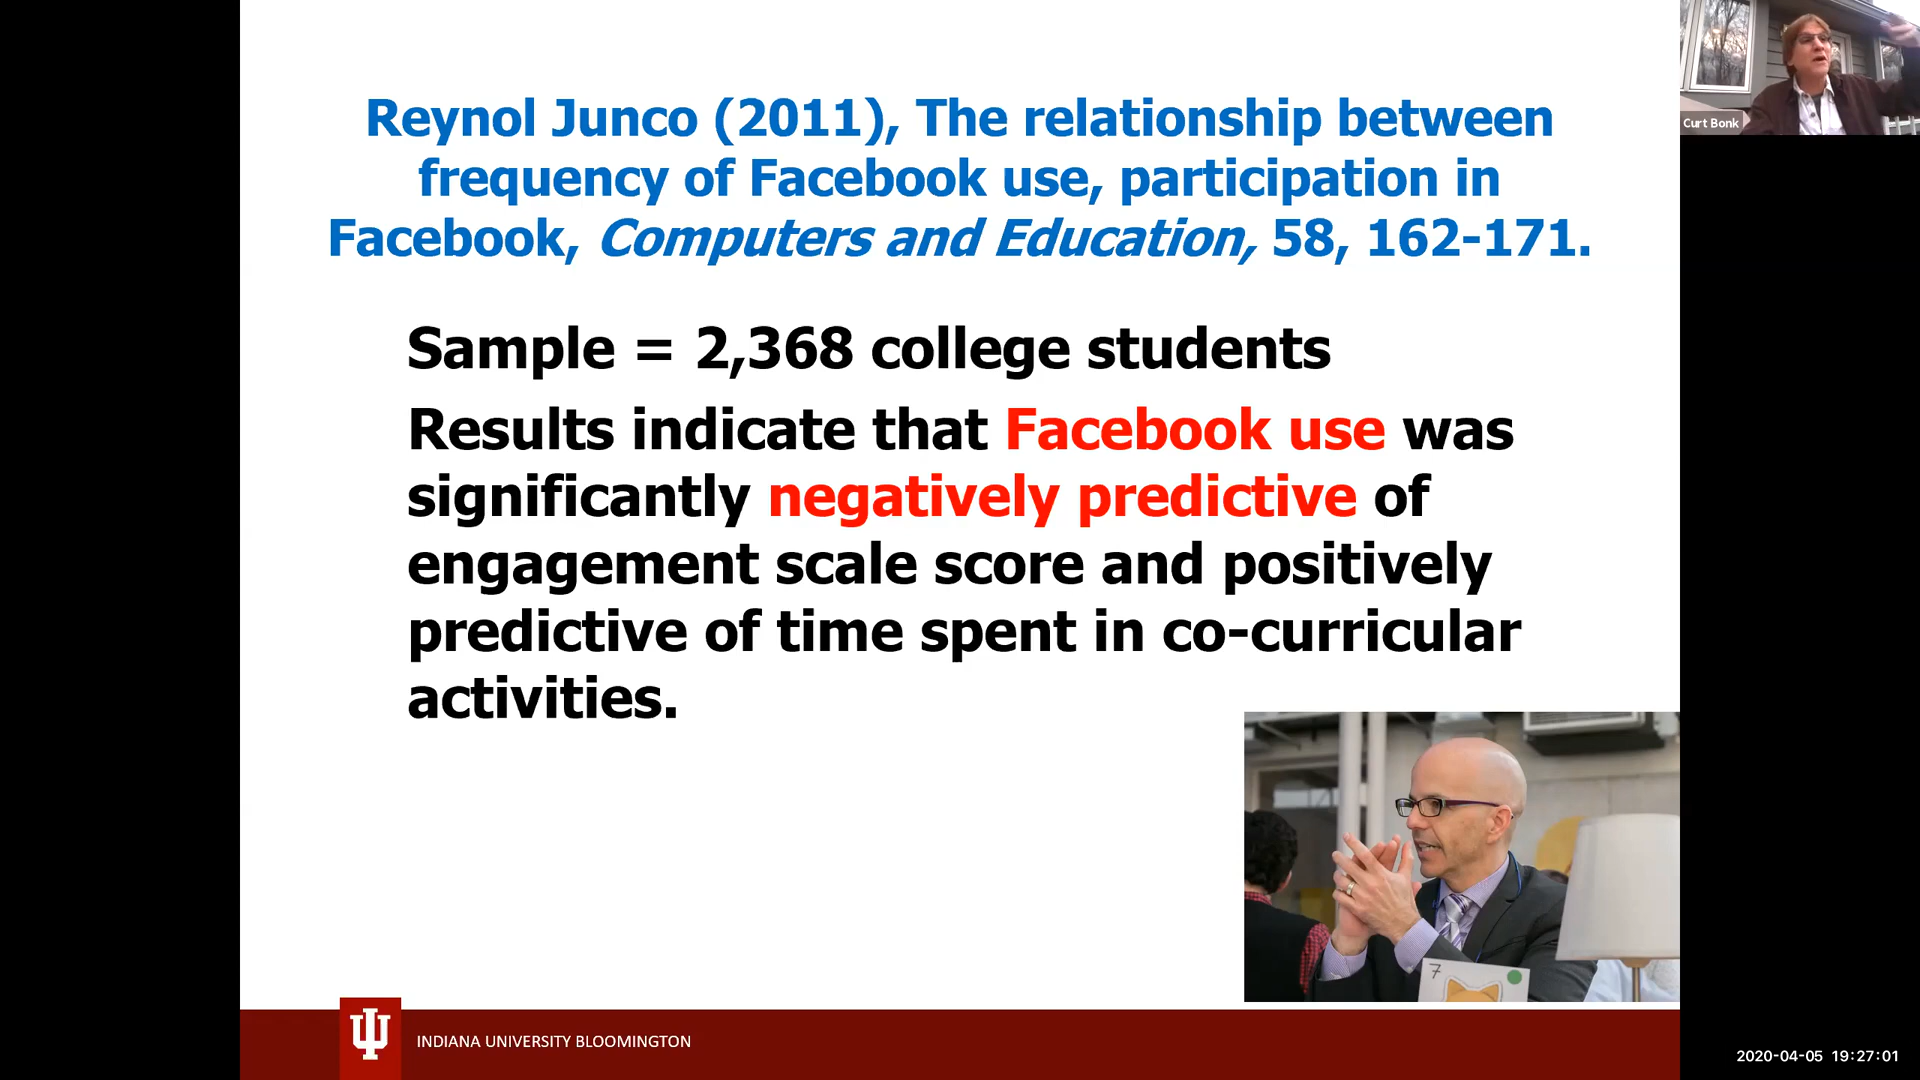 Reynol Junco (2011), The relationship between
frequency of Facebook use, participation in
Facebook, Computers and Education, 58, 162-171.
Sample = 2,368 college students
Results indicate that Facebook use was
significantly negatively predictive of
engagement scale score and positively
predictive of time spent in co-curricular
activities.
Curt Bonk
7
INDIANA UNIVERSITY BLOOMINGTON
2020-04-05 19:27:01